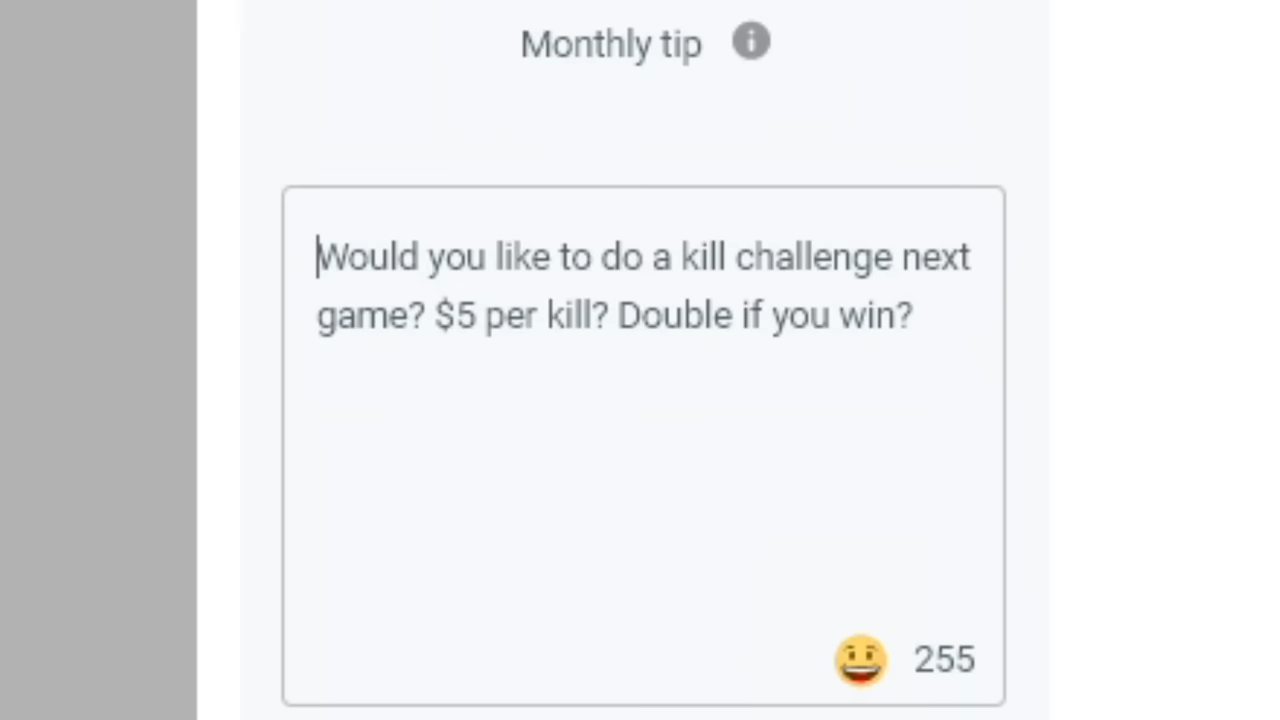 Monthly tip
Would you like to do a kill challenge next
game? $5 per kill? Double if you win?
255